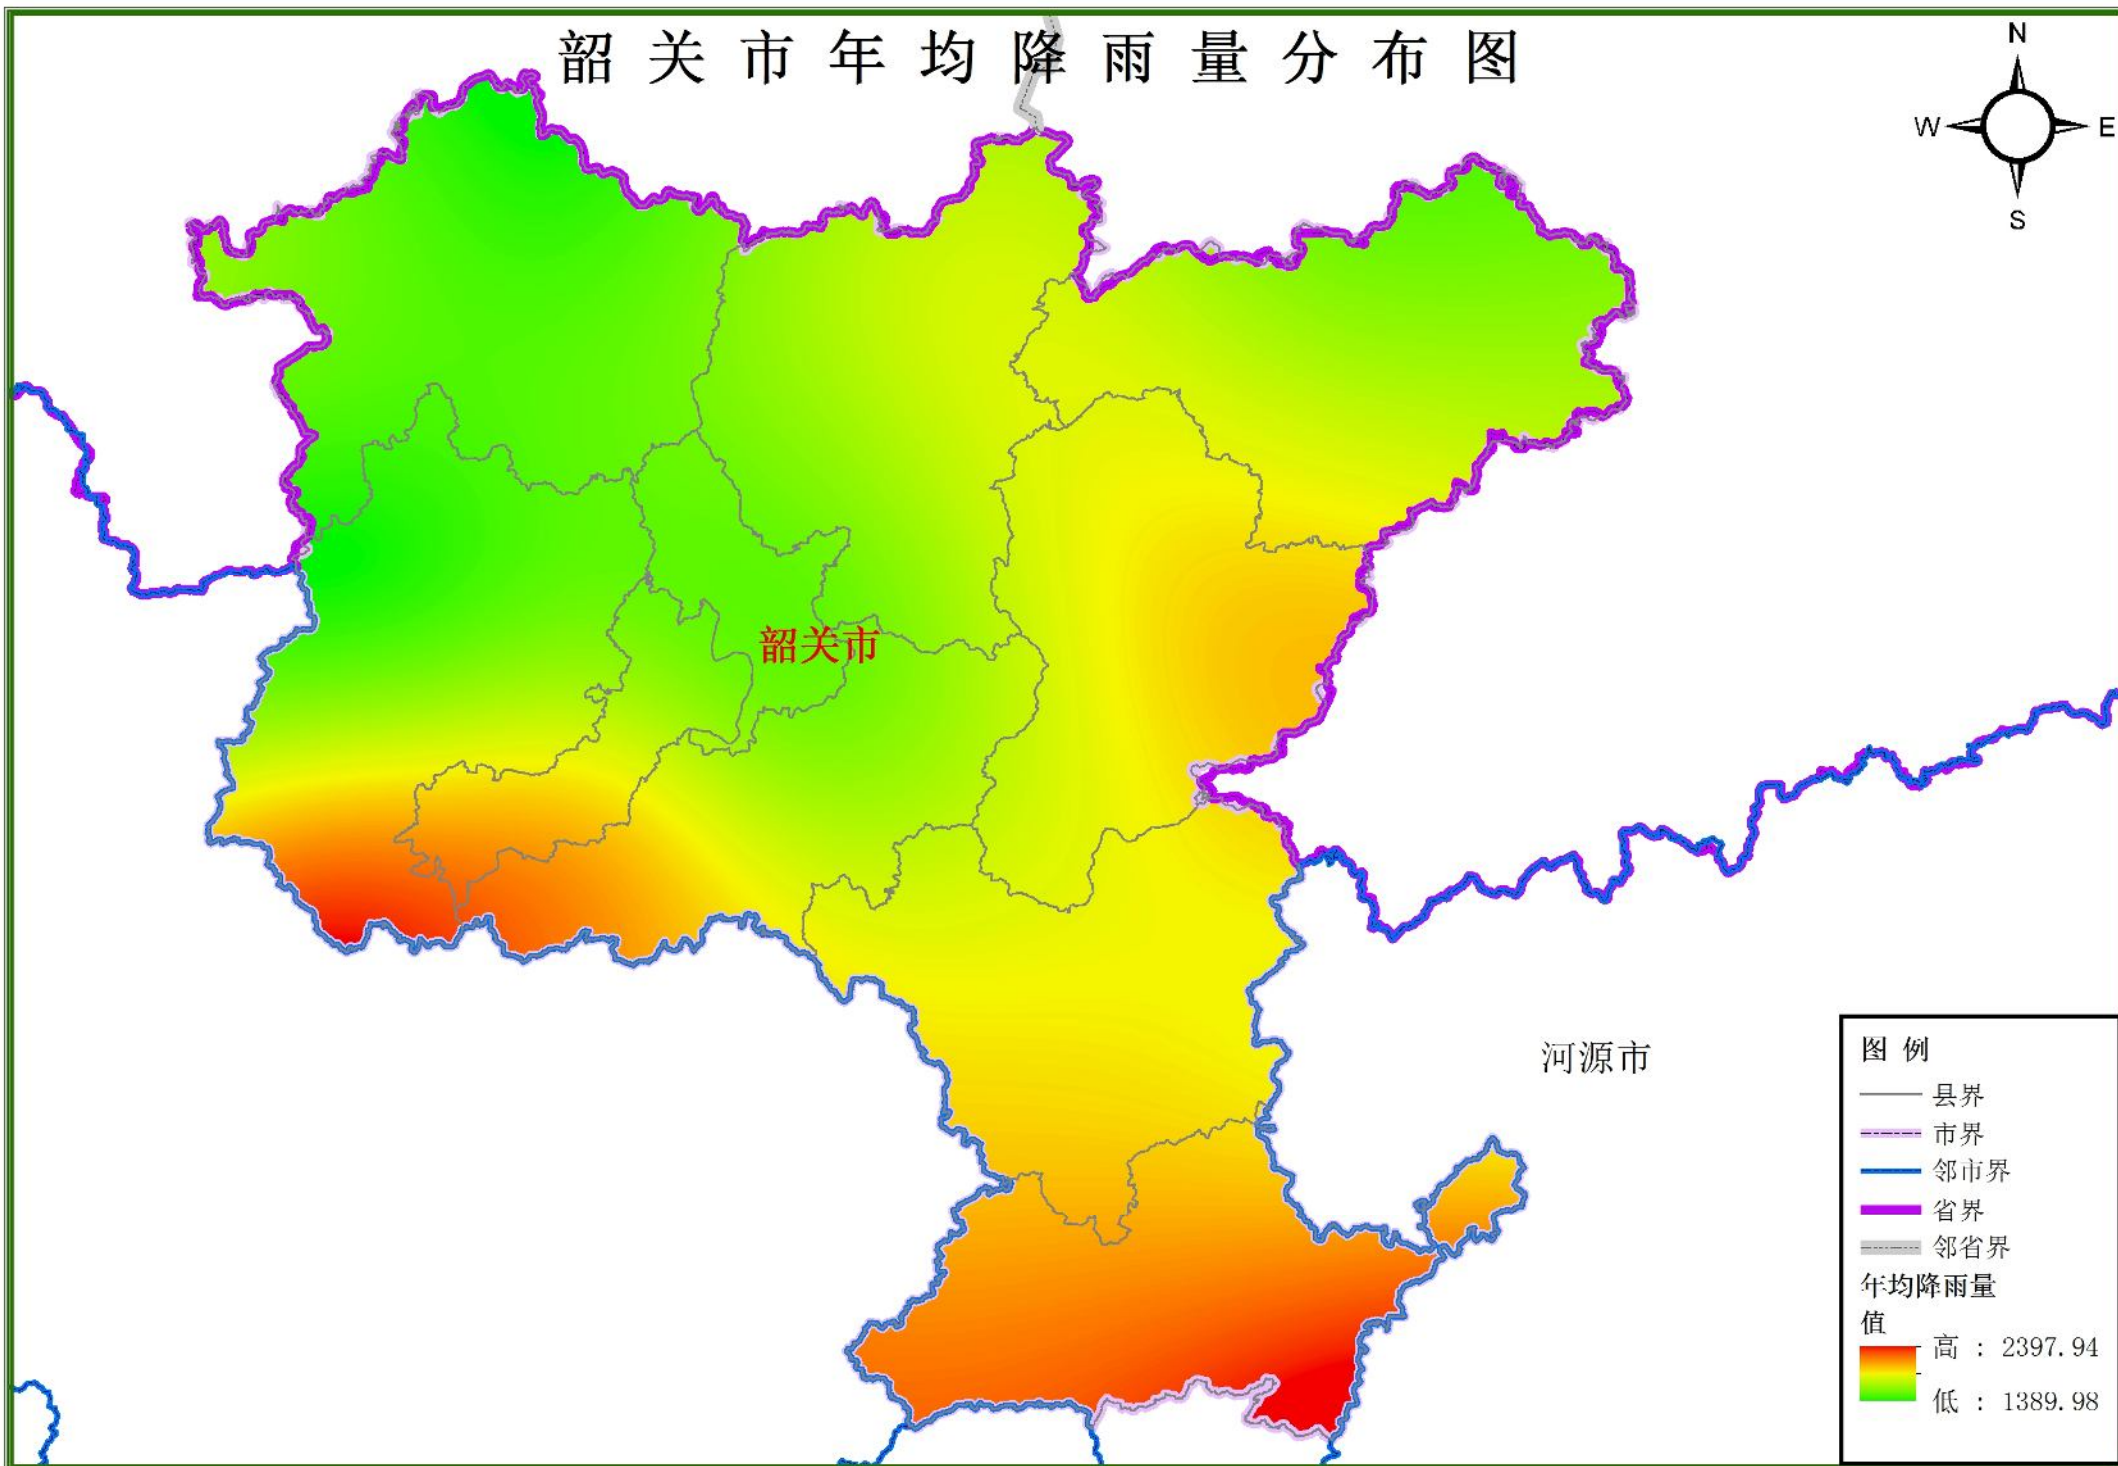 韶关市年均降雨量分布图
N
W
E
S
韶关市
河源市
图例
县界
市界
邻市界
省界
邻省界
年均降雨量
值
高 : 2397.94
低 : 1389.98